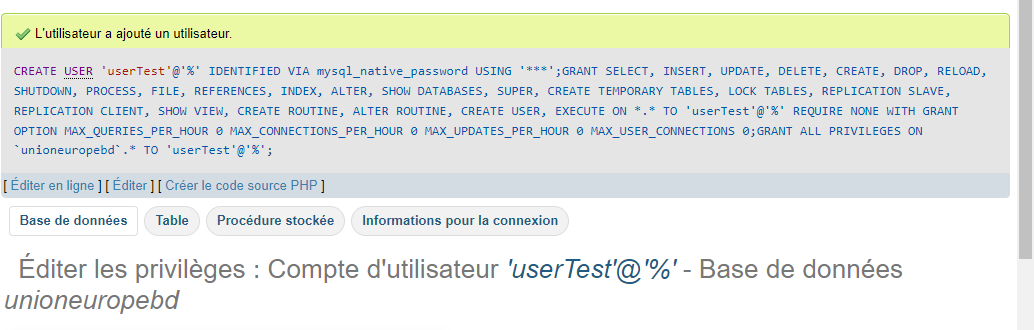 L'utilisateur a ajouté un utilisateur.
CREATE USER 'userTest'@'%' IDENTIFIED VIA mysql_native_password USING '***';GRANT SELECT, INSERT, UPDATE, DELETE, CREATE, DROP, RELOAD,
SHUTDOWN, PROCESS, FILE, REFERENCES, INDEX, ALTER, SHOW DATABASES, SUPER, CREATE TEMPORARY TABLES, LOCK TABLES, REPLICATION SLAVE,
REPLICATION CLIENT, SHOW VIEW, CREATE ROUTINE, ALTER ROUTINE, CREATE USER, EXECUTE ON *.* TO 'userTest'@'%' REQUIRE NONE WITH GRANT
OPTION MAX_QUERIES_PER_HOUR 0 MAX_CONNECTIONS_PER_HOUR 0 MAX_UPDATES_PER_HOUR 0 MAX_USER_CONNECTIONS 0;GRANT ALL PRIVILEGES ON
`unioneuropebd`.* TO 'userTest'@'%';
[ Éditer en ligne ] [ Éditer ] [ Créer le code source PHP ]
Base de données Table Procédure stockée Informations pour la connexion
Éditer les privilèges : Compte d'utilisateur 'userTest'@'%' - Base de données
unioneuropebd